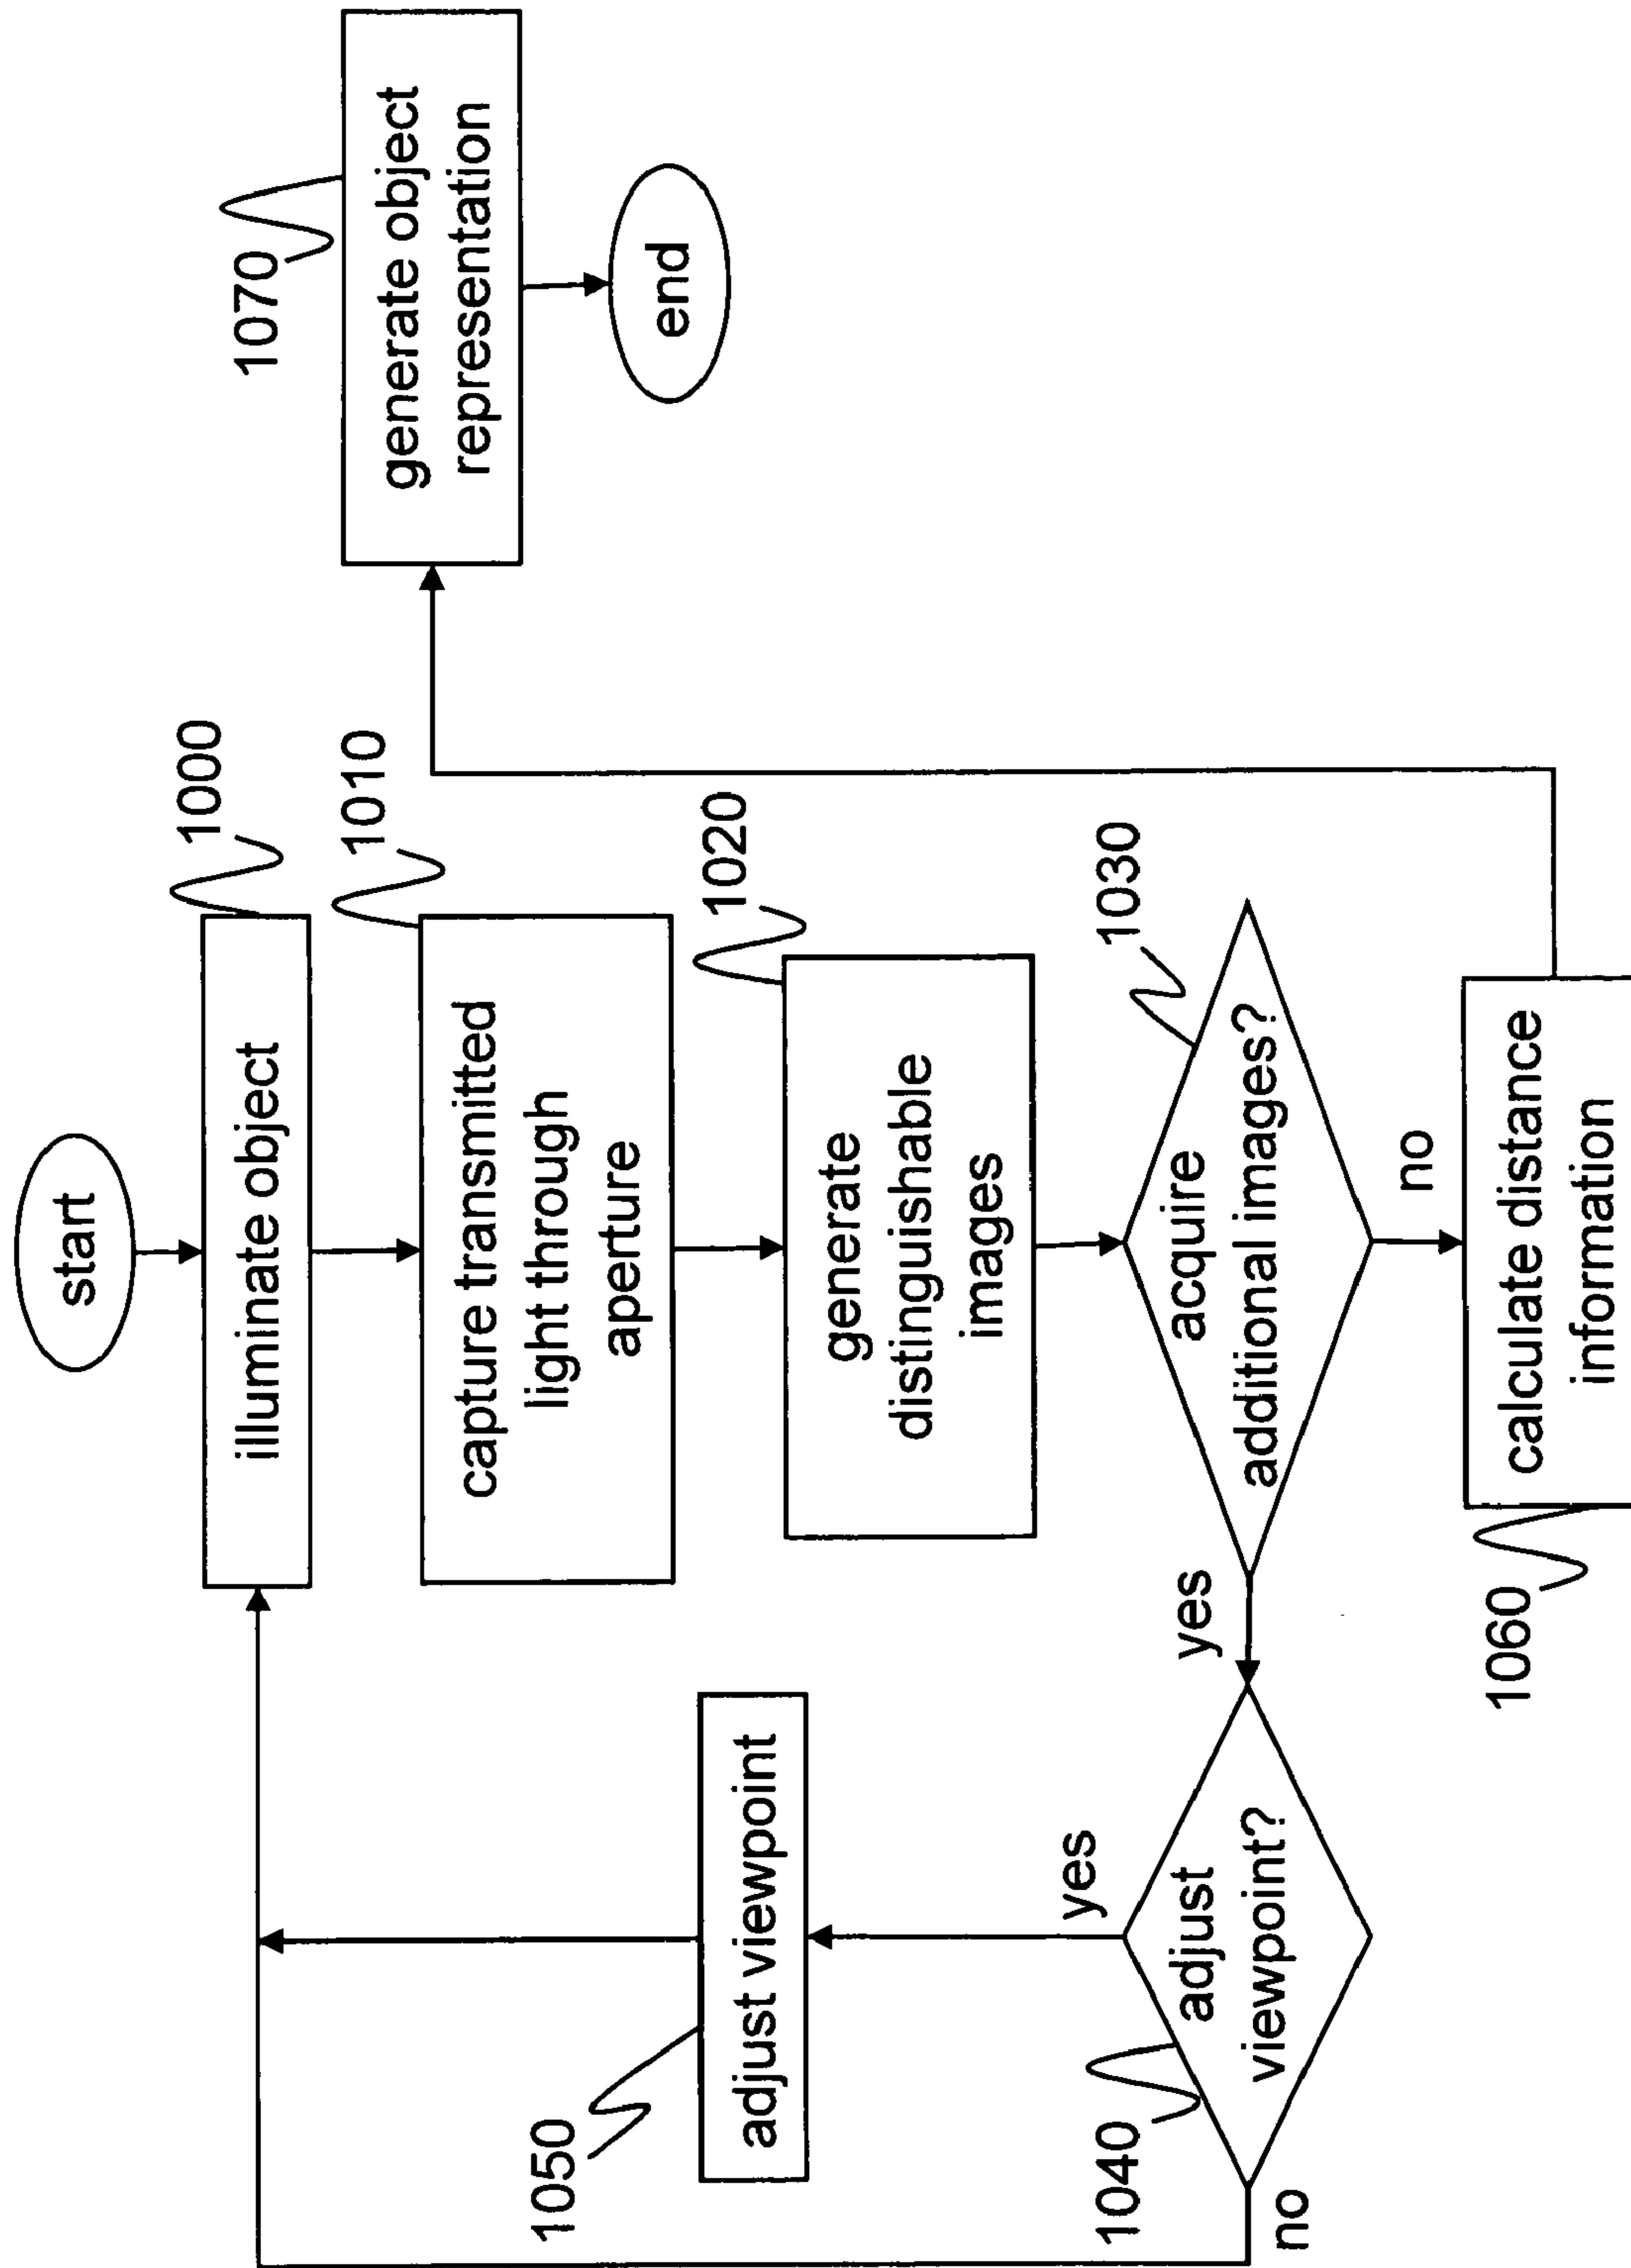 start
1000
illuminate object
1010
capture transmitted
light through
aperture
1020
generate
distinguishable
images
1030
acquire
additional images?
yes
no
1040
adjust
viewpoint?
yes
no
1050
adjust viewpoint
1060
calculate distance
information
1070
generate object
representation
end